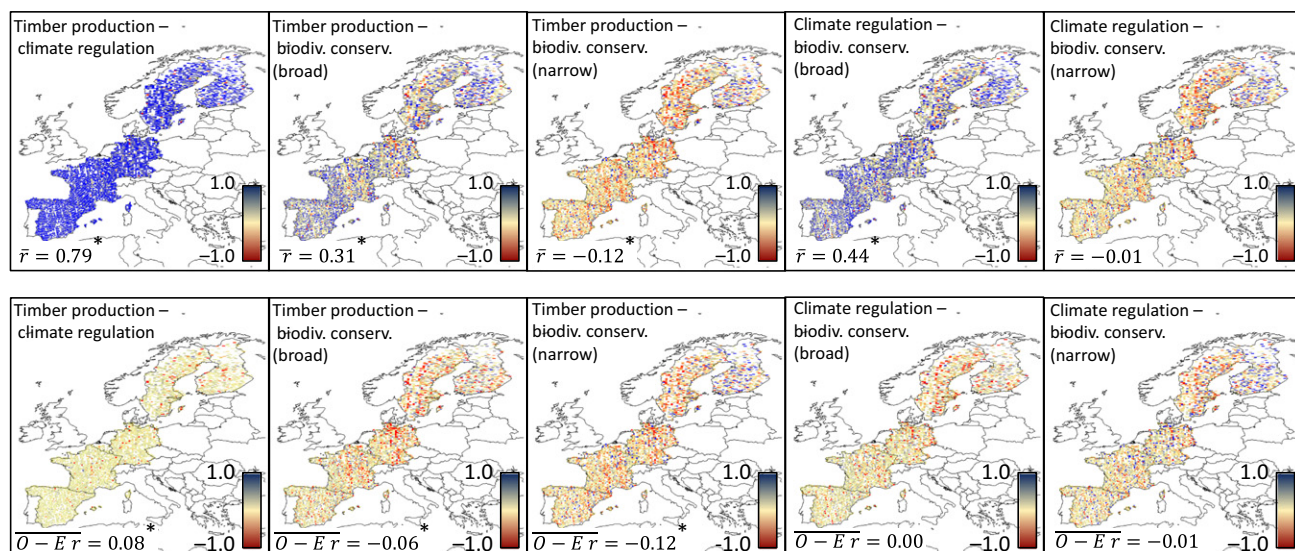 Timber production –
climate regulation
1.0
*
r̅ = 0.79
−1.0
Timber production –
biodiv. conserv.
(broad)
1.0
*
r̅ = 0.31
−1.0
Timber production –
biodiv. conserv.
(narrow)
1.0
*
r̅ = −0.12
−1.0
Climate regulation –
biodiv. conserv.
(broad)
1.0
*
r̅ = 0.44
−1.0
Climate regulation –
biodiv. conserv.
(narrow)
1.0
r̅ = −0.01
−1.0
Timber production –
climate regulation
1.0
*
O − E r = 0.08
−1.0
Timber production –
biodiv. conserv.
(broad)
1.0
*
O − E r = −0.06
−1.0
Timber production –
biodiv. conserv.
(narrow)
1.0
*
O − E r = −0.12
−1.0
Climate regulation –
biodiv. conserv.
(broad)
1.0
O − E r = 0.00
−1.0
Climate regulation –
biodiv. conserv.
(narrow)
1.0
O − E r = −0.01
−1.0